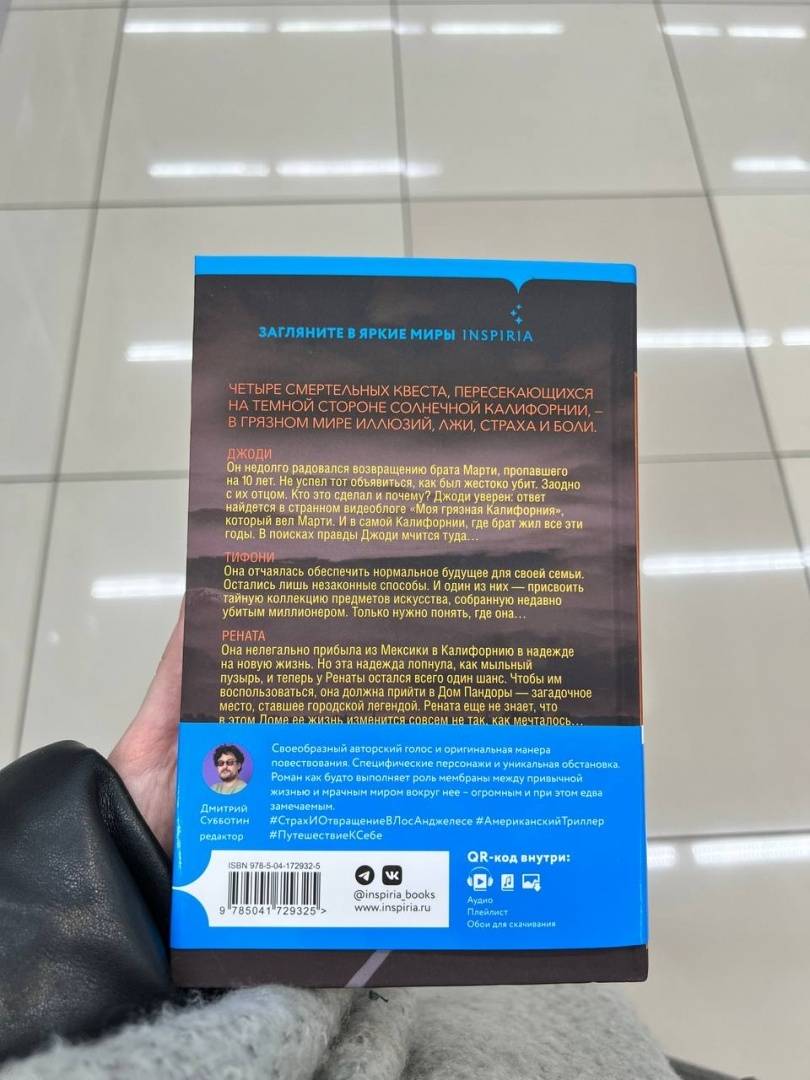 ЗАГЛЯНИТЕ В ЯРКИЕ МИРЫ INSPIRIA
ЧЕТЫРЕ СМЕРТЕЛЬНЫХ КВЕСТА, ПЕРЕСЕКАЮЩИХСЯ
НА ТЕМНОЙ СТОРОНЕ СОЛНЕЧНОЙ КАЛИФОРНИИ, –
В ГРЯЗНОМ МИРЕ ИЛЛЮЗИЙ, ЛЖИ, СТРАХА И БОЛИ.
ДЖОДИ
Он недолго радовался возвращению брата Марти, пропавшего
на 10 лет. Не успел тот объявиться, как был жестоко убит. Заодно
с их отцом. Кто это сделал и почему? Джоди уверен: ответ
найдется в странном видеоблоге «Моя грязная Калифорния»,
который вел Марти. И в самой Калифорнии, где брат жил все эти
годы. В поисках правды Джоди мчится туда...
ТИФОНИ
Она отчаялась обеспечить нормальное будущее для своей семьи.
Остались лишь незаконные способы. И один из них — присвоить
тайную коллекцию предметов искусства, собранную недавно
убитым миллионером. Только нужно понять, где она...
РЕНАТА
Она нелегально прибыла из Мексики в Калифорнию в надежде
на новую жизнь. Но эта надежда лопнула, как мыльный
пузырь, и теперь у Ренаты остался всего один шанс. Чтобы им
воспользоваться, она должна прийти в Дом Пандоры — загадочное
место, ставшее городской легендой. Рената еще не знает, что
в этом Доме ее жизнь изменится совсем не так, как мечталось...
Своеобразный авторский голос и оригинальная манера
повествования. Специфические персонажи и уникальная обстановка.
Роман как будто выполняет роль мембраны между привычной
жизнью и мрачным миром вокруг нее – огромным и при этом едва
замечаемым.
#СтрахИОтвращениеВЛосАнджелесе #АмериканскийТриллер
#ПутешествиеКСебе
Дмитрий
Субботин
редактор
ISBN 978-5-04-172932-5
9 785041 729325 >
@inspiria_books
www.inspiria.ru
QR-код внутри:
Аудио
Плейлист
Обои для скачивания